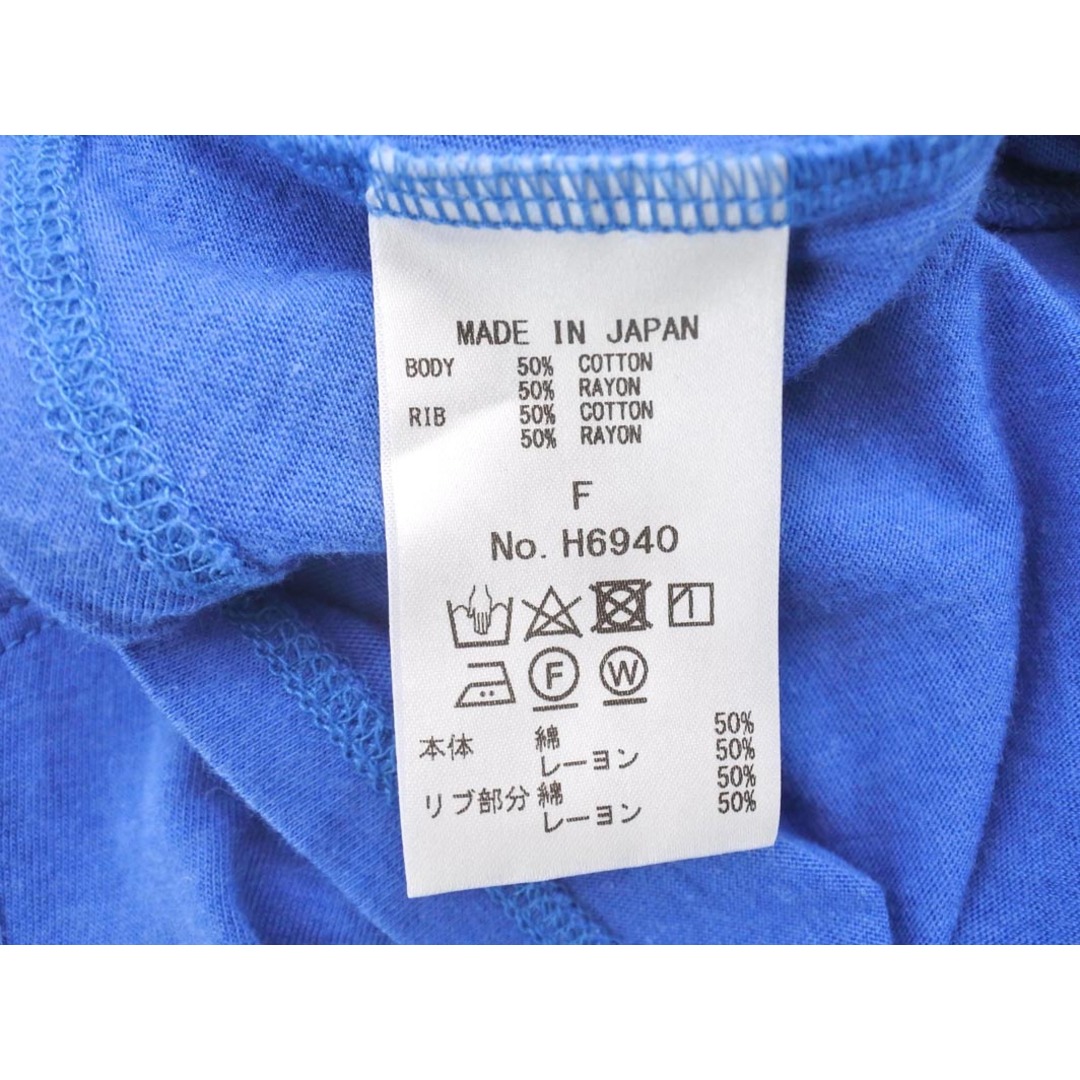 MADE IN JAPAN
BODY 50% COTTON
50% RAYON
RIB 50% COTTON
50% RAYON
F
No. H6940
F W
本体 綿 50%
レーヨン 50%
リブ部分 綿 50%
レーヨン 50%